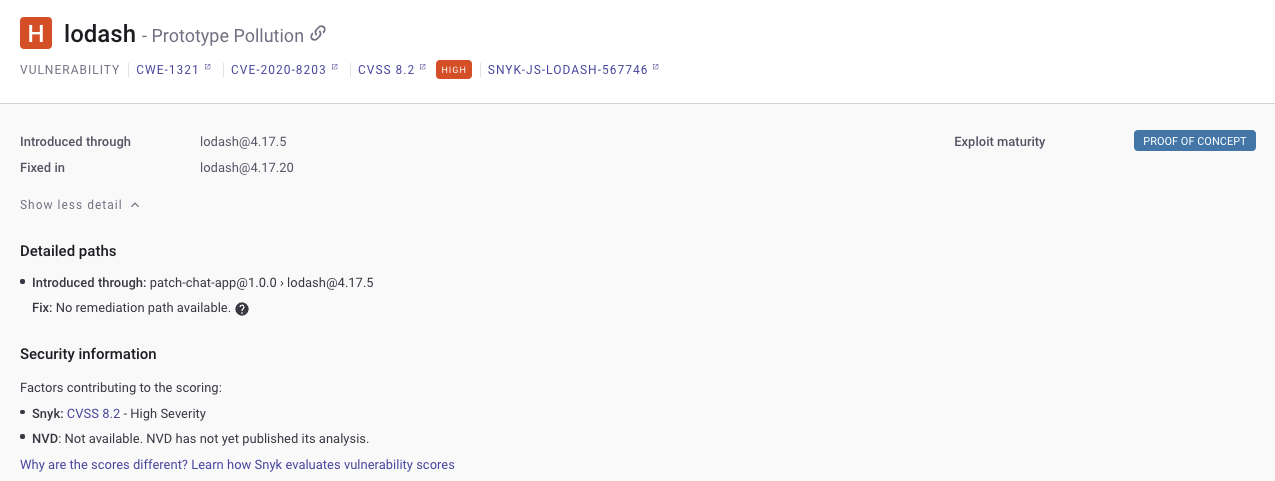 H lodash - Prototype Pollution
VULNERABILITY CWE-1321 CVE-2020-8203 CVSS 8.2 HIGH SNYK-JS-LODASH-567746
Introduced through lodash@4.17.5 Exploit maturity PROOF OF CONCEPT
Fixed in lodash@4.17.20
Show less detail
Detailed paths
• Introduced through: patch-chat-app@1.0.0 › lodash@4.17.5
Fix: No remediation path available. ?
Security information
Factors contributing to the scoring:
• Snyk: CVSS 8.2 - High Severity
• NVD: Not available. NVD has not yet published its analysis.
Why are the scores different? Learn how Snyk evaluates vulnerability scores